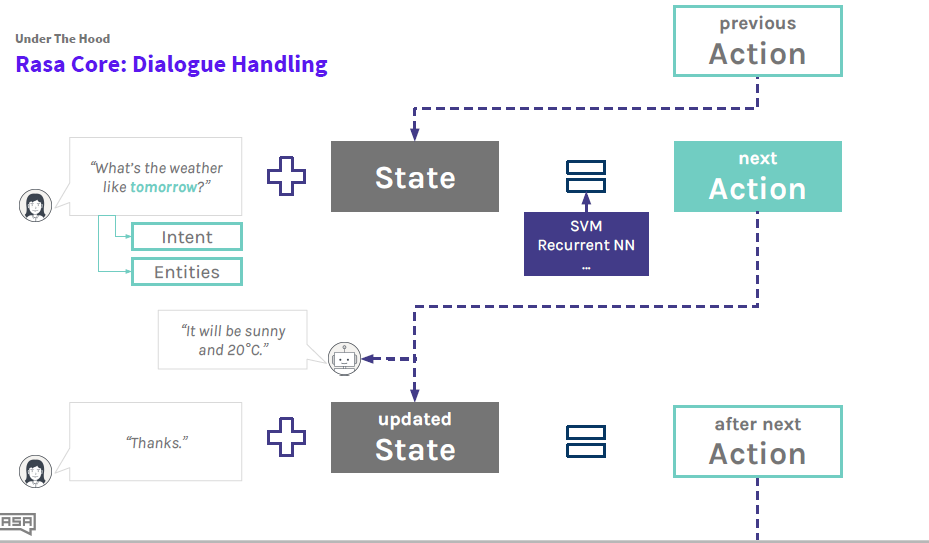 Under The Hood
Rasa Core: Dialogue Handling
previous
Action
“What’s the weather
like tomorrow?”
State
next
Action
Intent
Entities
SVM
Recurrent NN
...
“It will be sunny
and 20°C.”
“Thanks.”
updated
State
after next
Action
RASA